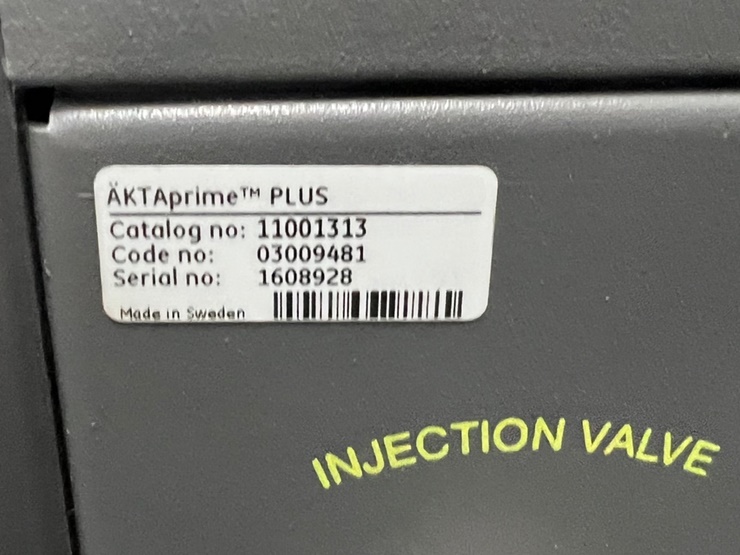 ÄKTAprime™ PLUS
Catalog no: 11001313
Code no: 03009481
Serial no: 1608928
Made in Sweden
INJECTION VALVE